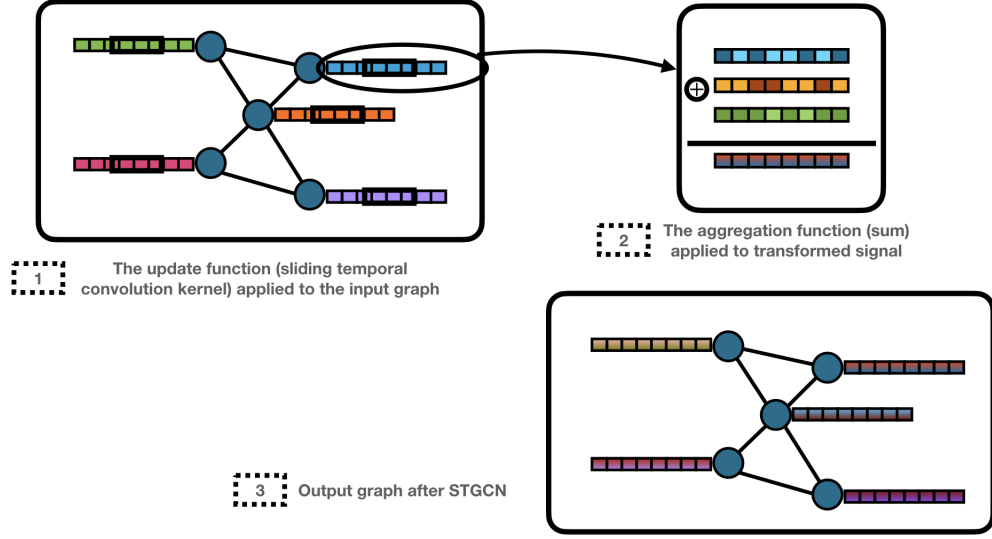 1
The update function (sliding temporal
convolution kernel) applied to the input graph
2
The aggregation function (sum)
applied to transformed signal
3
Output graph after STGCN